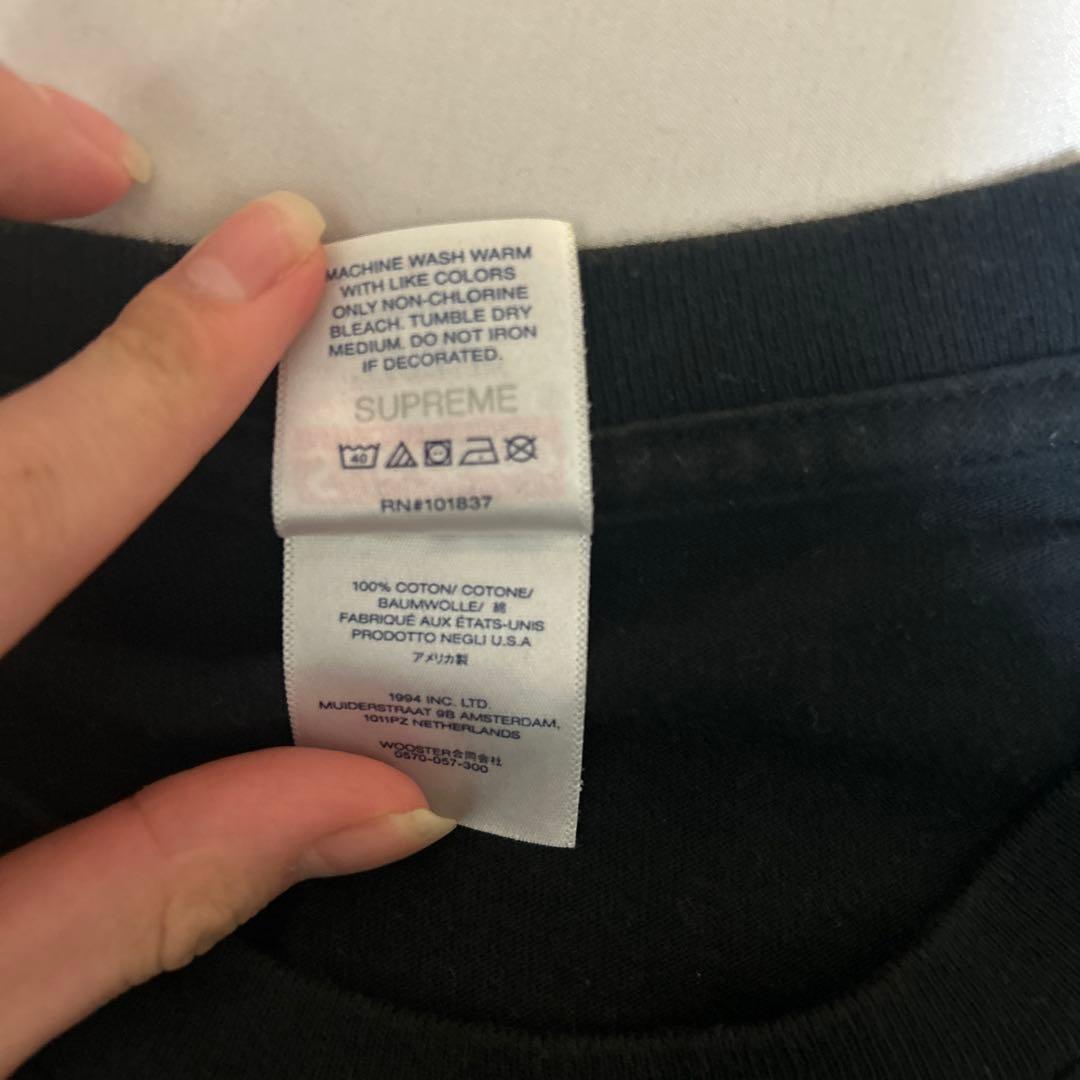 MACHINE WASH WARM
WITH LIKE COLORS
ONLY NON-CHLORINE
BLEACH. TUMBLE DRY
MEDIUM. DO NOT IRON
IF DECORATED.
SUPREME
40
RN#101837
100% COTON/ COTONE/
BAUMWOLLE/ 綿
FABRIQUÉ AUX ÉTATS-UNIS
PRODOTTO NEGLI U.S.A
アメリカ製
1994 INC. LTD.
MUIDERSTRAAT 9B AMSTERDAM,
1011PZ NETHERLANDS
WOOSTER合同会社
0570-057-300